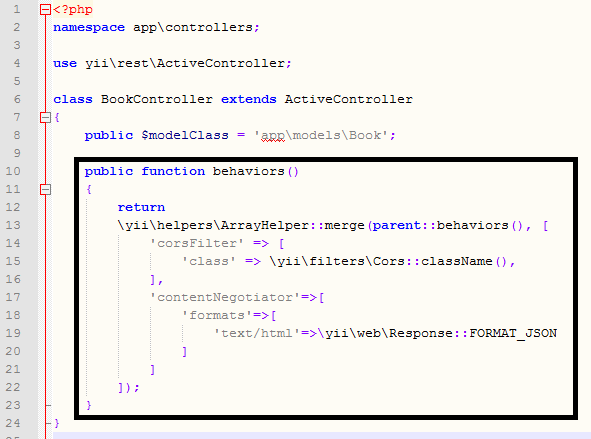 1 <?php
2 namespace app\controllers;
3
4 use yii\rest\ActiveController;
5
6 class BookController extends ActiveController
7 {
8     public $modelClass = 'app\models\Book';
9
10     public function behaviors()
11     {
12         return
13         \yii\helpers\ArrayHelper::merge(parent::behaviors(), [
14             'corsFilter' => [
15                 'class' => \yii\filters\Cors::className(),
16             ],
17             'contentNegotiator'=>[
18                 'formats'=>[
19                     'text/html'=>\yii\web\Response::FORMAT_JSON
20                 ]
21             ]
22         ]);
23     }
24 }